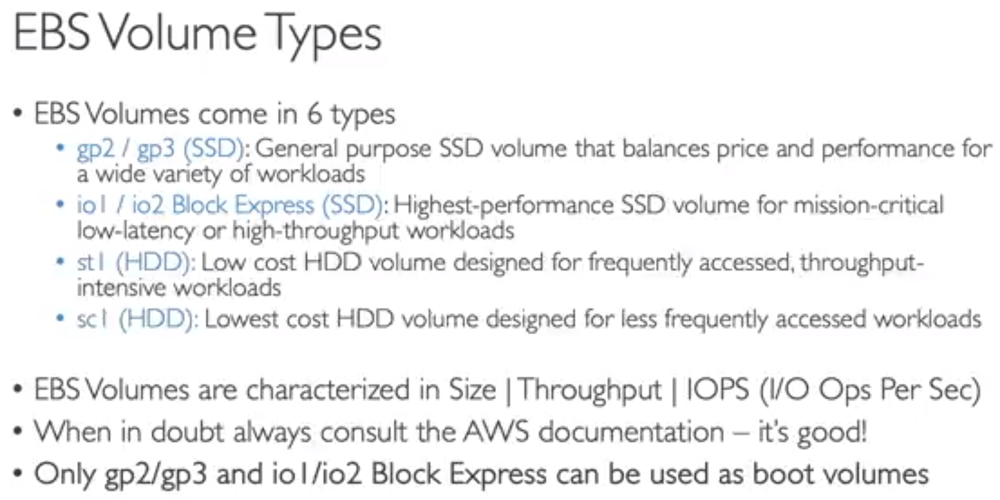 EBS Volume Types
• EBS Volumes come in 6 types
• gp2 / gp3 (SSD): General purpose SSD volume that balances price and performance for
a wide variety of workloads
• io1 / io2 Block Express (SSD): Highest-performance SSD volume for mission-critical
low-latency or high-throughput workloads
• st1 (HDD): Low cost HDD volume designed for frequently accessed, throughput-
intensive workloads
• sc1 (HDD): Lowest cost HDD volume designed for less frequently accessed workloads
• EBS Volumes are characterized in Size | Throughput | IOPS (I/O Ops Per Sec)
• When in doubt always consult the AWS documentation – it's good!
• Only gp2/gp3 and io1/io2 Block Express can be used as boot volumes